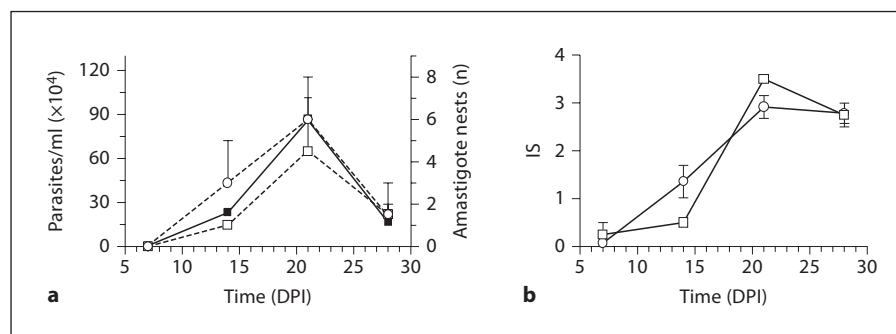 Parasites/ml (×10⁴)
120
90
60
30
0
8
6
4
2
0
Amastigote nests (n)
5 10 15 20 25 30
a Time (DPI)
IS
4
3
2
1
0
5 10 15 20 25 30
b Time (DPI)